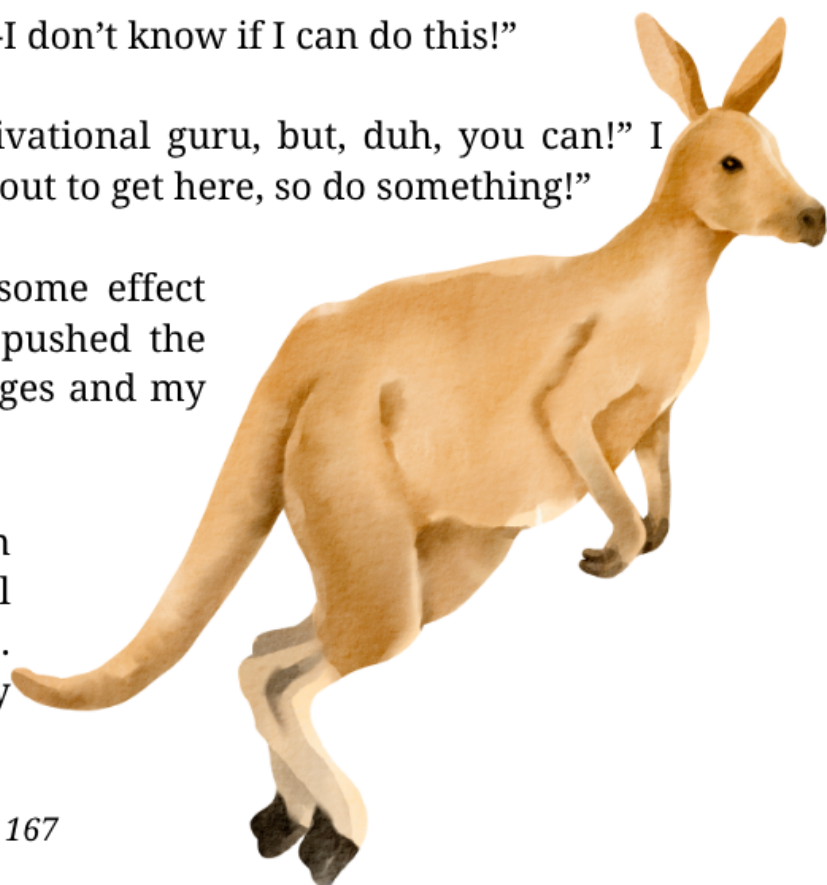 -I don’t know if I can do this!”
ivational guru, but, duh, you can!” I
out to get here, so do something!”
some effect
pushed the
ges and my
n
l
.
y
167